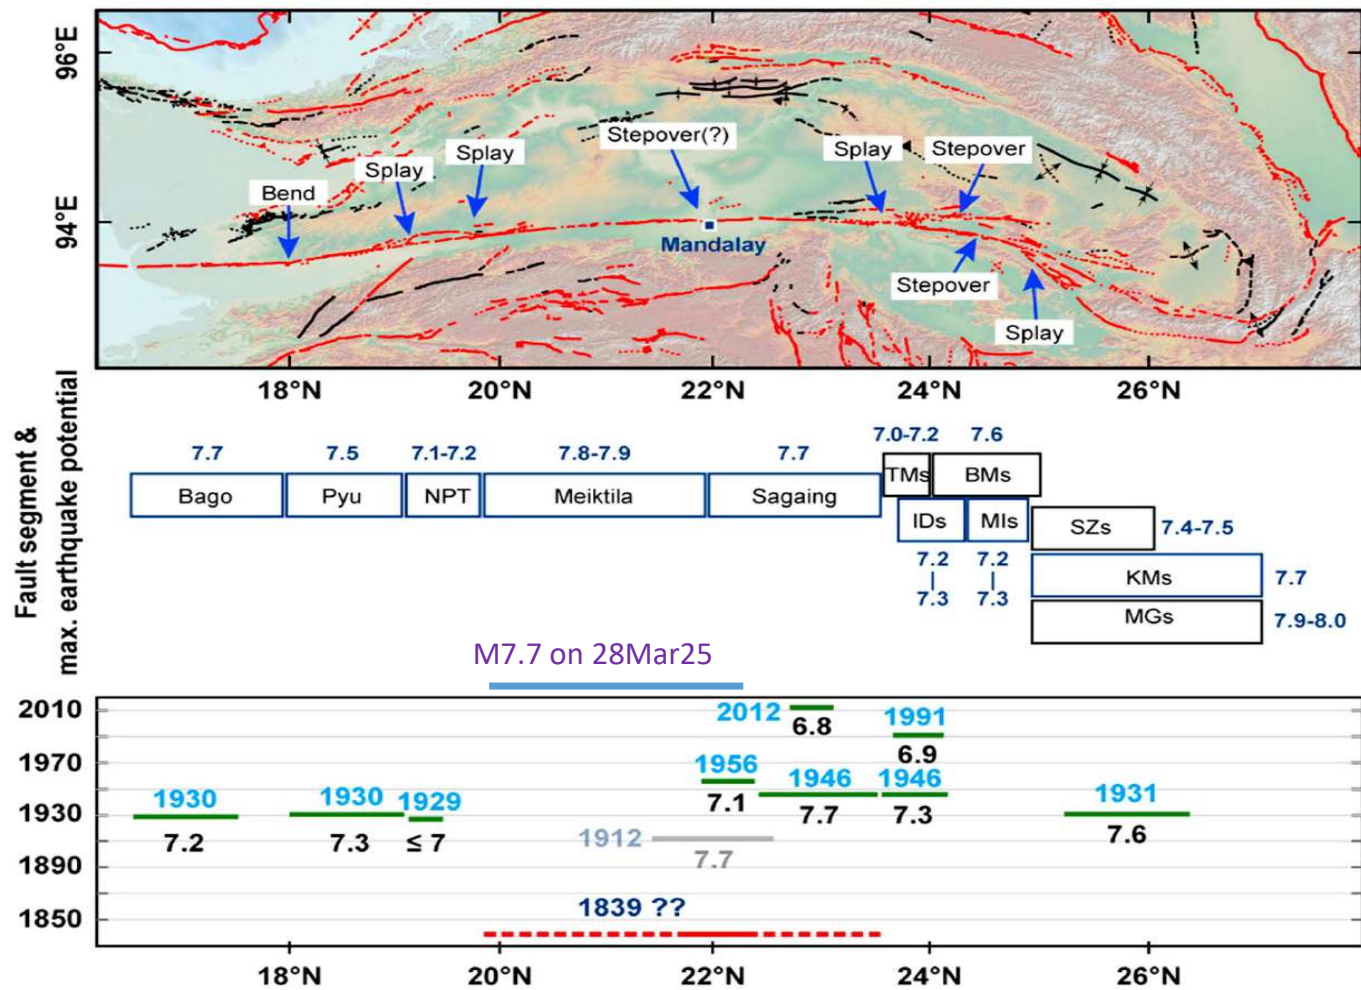 96°E
94°E
Bend
Splay
Splay
Stepover(?)
Splay
Stepover
Mandalay
Stepover
Splay
18°N 20°N 22°N 24°N 26°N
Fault segment &
max. earthquake potential
7.7 7.5 7.1-7.2 7.8-7.9 7.7 7.0-7.2 7.6
Bago Pyu NPT Meiktila Sagaing TMs BMs
IDs MIs
7.2
|
7.3
7.2
|
7.3
SZs 7.4-7.5
KMs 7.7
MGs 7.9-8.0
M7.7 on 28Mar25
2010
1970
1930
1890
1850
2012
6.8
1991
6.9
1956
7.1
1946
7.7
1946
7.3
1930
7.2
1930
7.3
1929
≤ 7
1931
7.6
1912
7.7
1839 ??
18°N 20°N 22°N 24°N 26°N